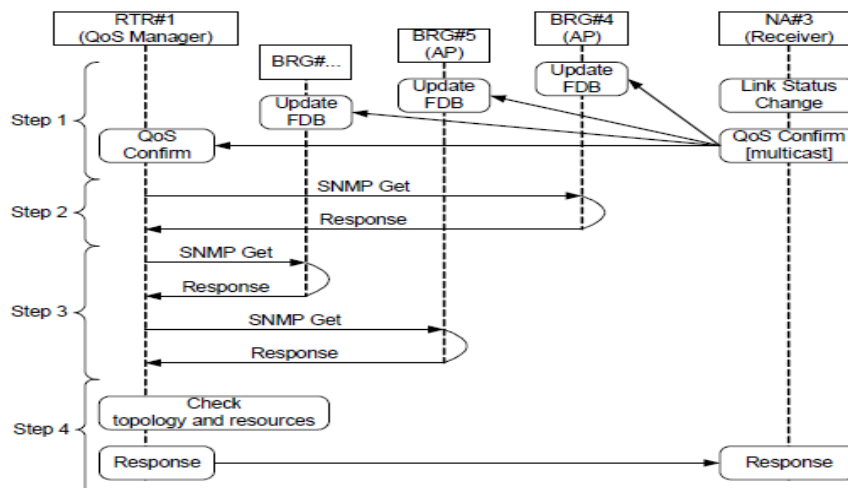 RTR#1
(QoS Manager)
BRG#...
BRG#5
(AP)
BRG#4
(AP)
NA#3
(Receiver)
Step 1
Update
FDB
Update
FDB
Update
FDB
Link Status
Change
QoS
Confirm
QoS Confirm
[multicast]
Step 2
SNMP Get
Response
Step 3
SNMP Get
Response
SNMP Get
Response
Step 4
Check
topology and resources
Response
Response